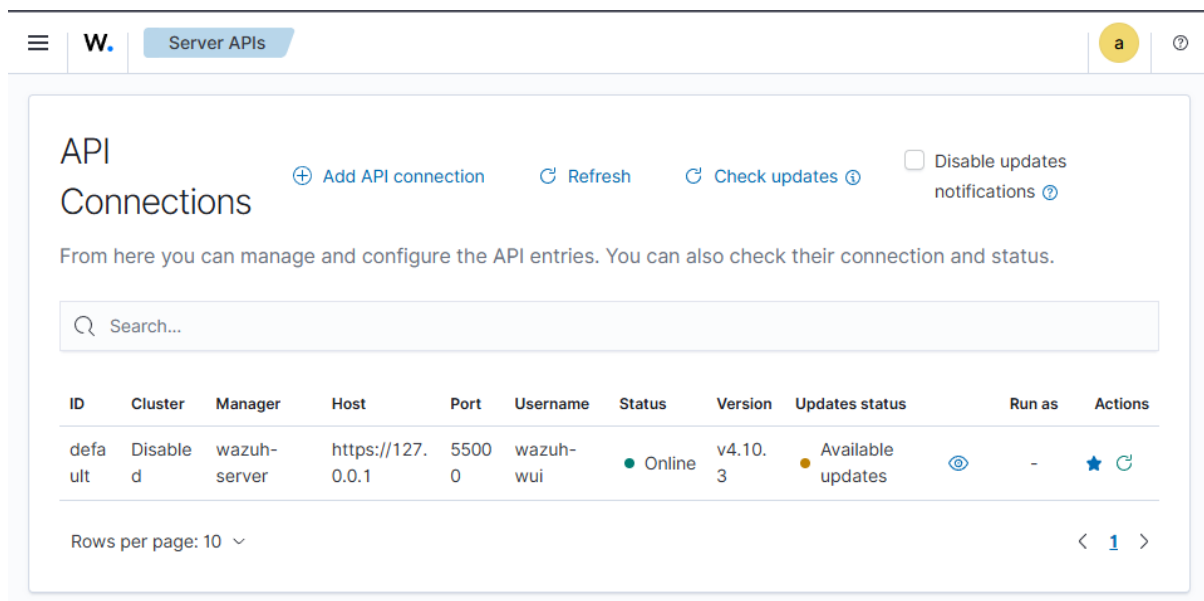 W. Server APIs a
API
Connections
Add API connection Refresh Check updates
Disable updates
notifications
From here you can manage and configure the API entries. You can also check their connection and status.
Search...
ID Cluster Manager Host Port Username Status Version Updates status Run as Actions
defa Disable wazuh- https://127. 5500 wazuh- Online v4.10. Available -
ult d server 0.0.1 0 wui 3 updates
Rows per page: 10
1